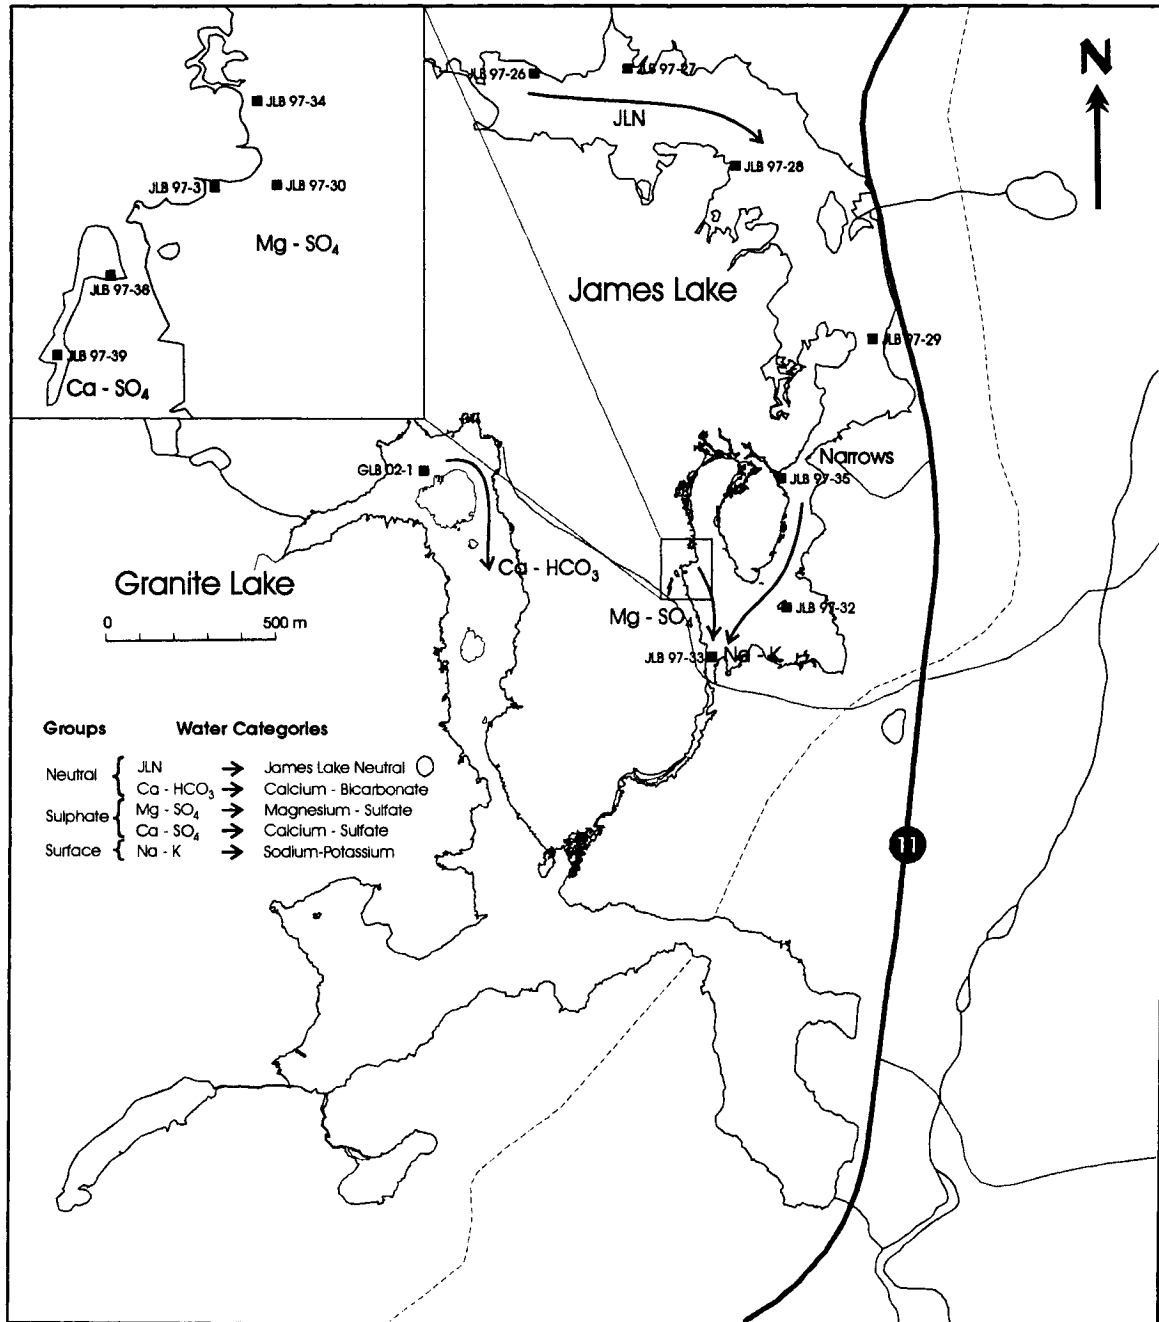 N
JLB 97-34
JLB 97-3
JLB 97-30
Mg - SO₄
JLB 97-38
JLB 97-39
Ca - SO₄
JLB 97-26
JLB 97-27
JLN
JLB 97-28
James Lake
JLB 97-29
Narrows
JLB 97-35
GLB 02-1
Ca - HCO₃
Granite Lake
0 500 m
Mg - SO₄
JLB 97-32
JLB 97-33
Na - K
Groups Water Categories
Neutral { JLN → James Lake Neutral
Ca - HCO₃ → Calcium - Bicarbonate
Sulphate { Mg - SO₄ → Magnesium - Sulfate
Ca - SO₄ → Calcium - Sulfate
Surface { Na - K → Sodium-Potassium
11